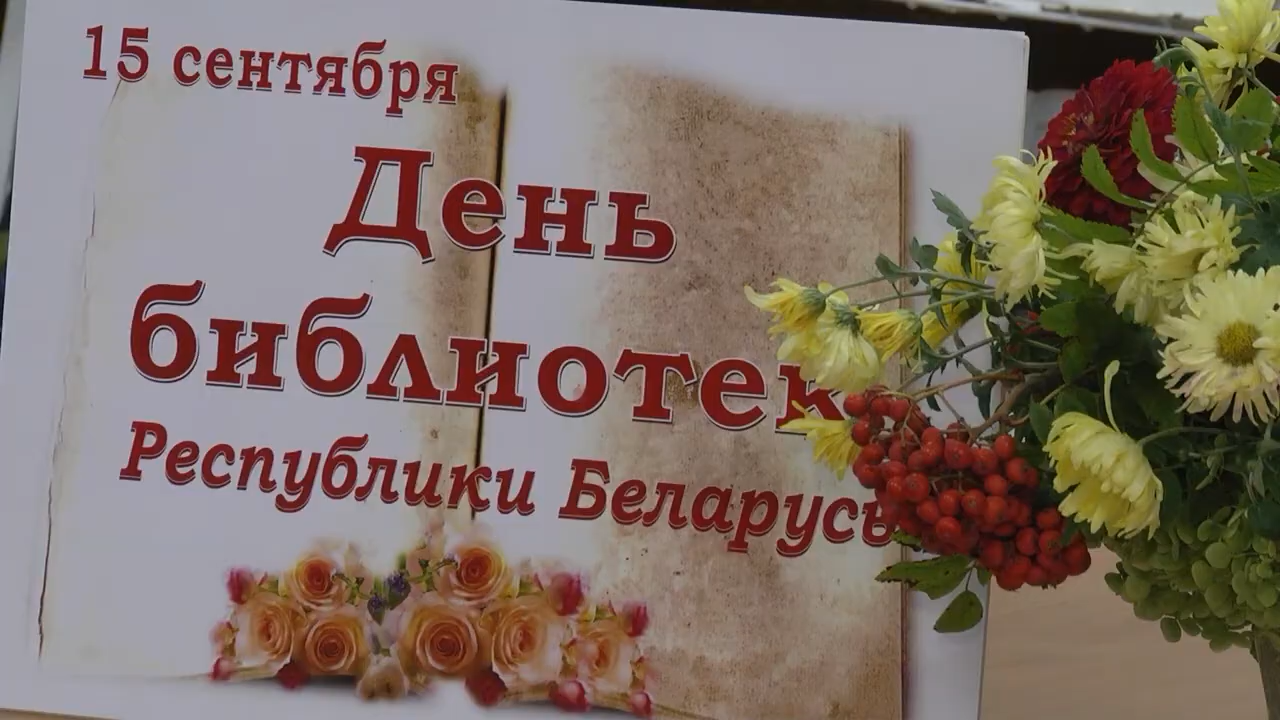 15 сентября
День
библиотек
Республики Беларусь